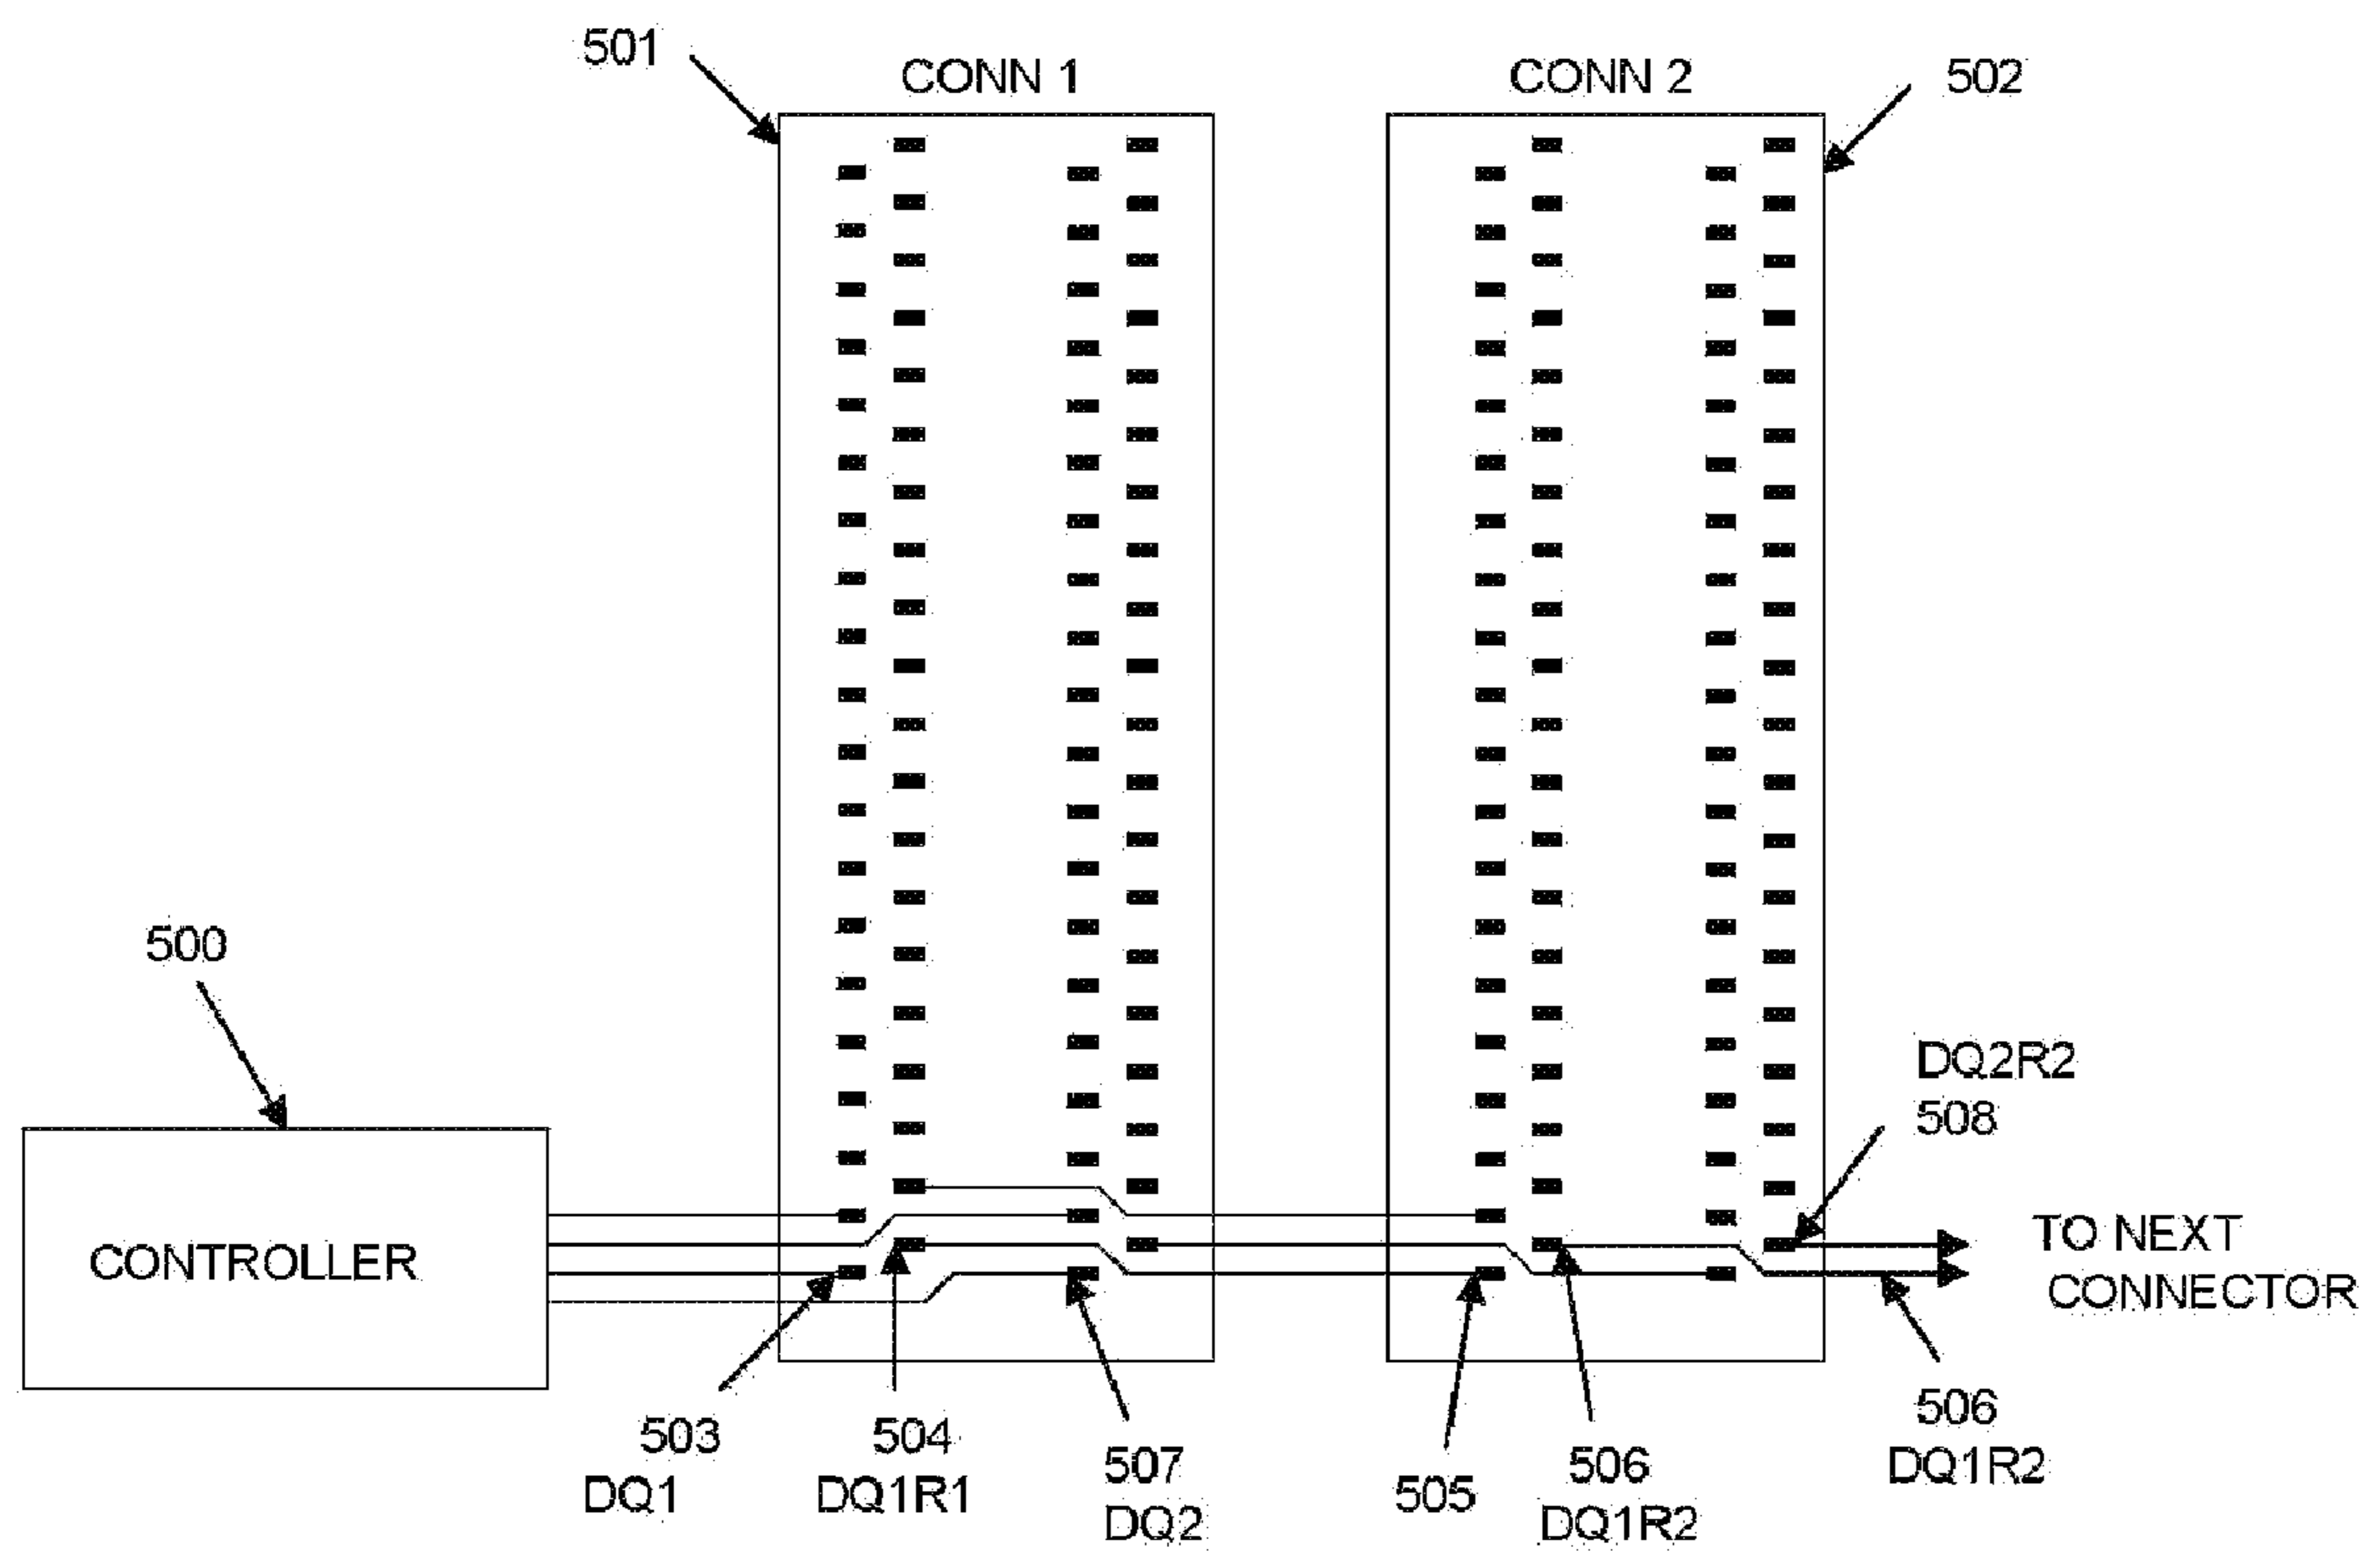 501
CONN 1
CONN 2
502
500
CONTROLLER
DQ2R2
508
TO NEXT
CONNECTOR
503
DQ1
504
DQ1R1
507
DQ2
505
506
DQ1R2
506
DQ1R2